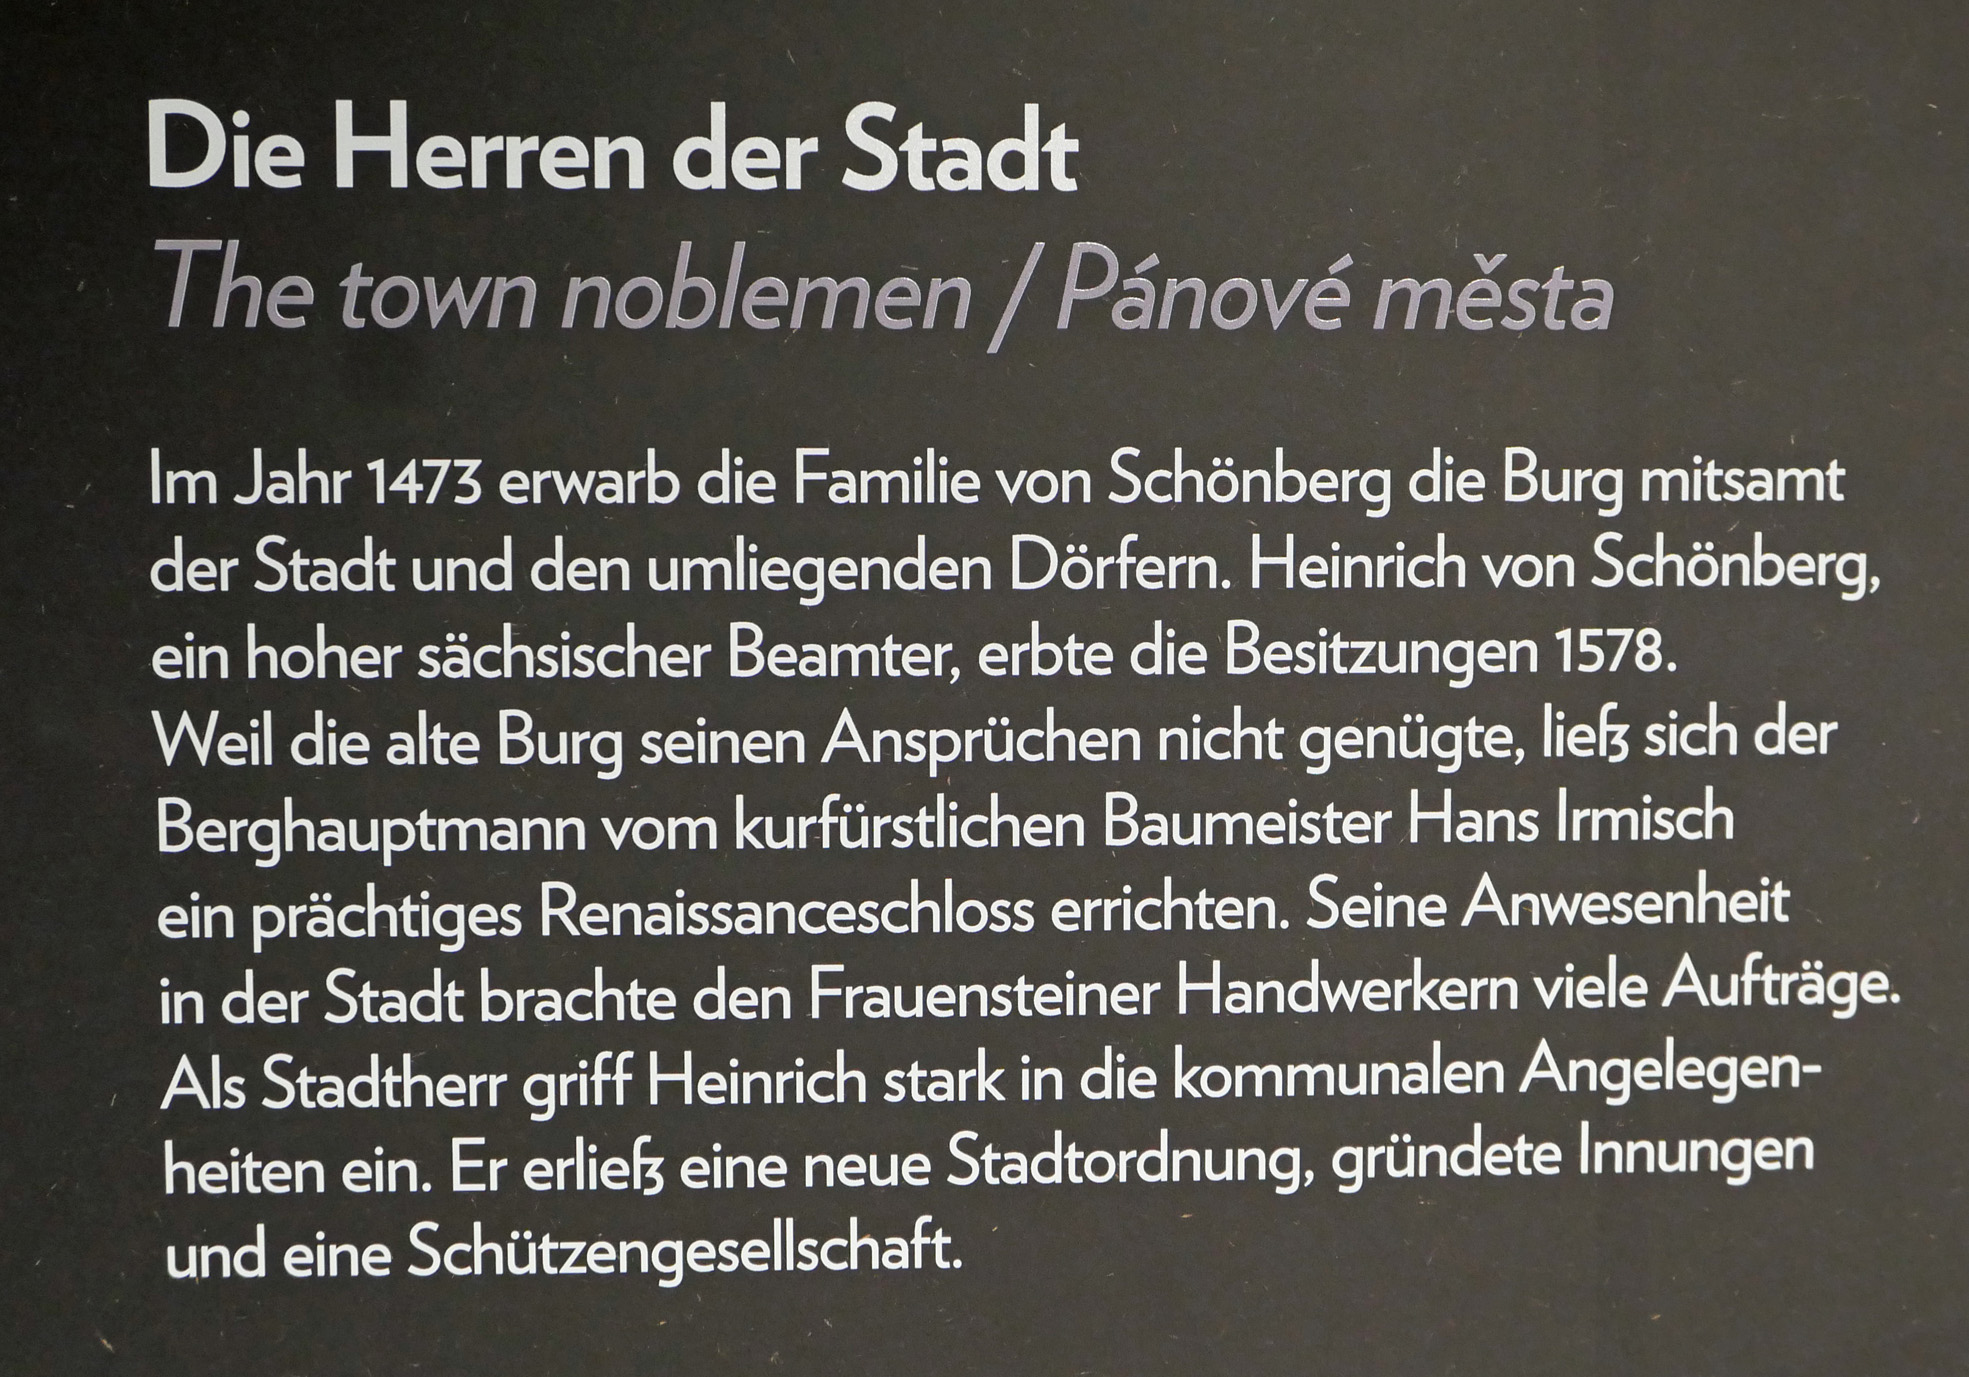 Die Herren der Stadt
The town noblemen / Pánové města
Im Jahr 1473 erwarb die Familie von Schönberg die Burg mitsamt
der Stadt und den umliegenden Dörfern. Heinrich von Schönberg,
ein hoher sächsischer Beamter, erbte die Besitzungen 1578.
Weil die alte Burg seinen Ansprüchen nicht genügte, ließ sich der
Berghauptmann vom kurfürstlichen Baumeister Hans Irmisch
ein prächtiges Renaissanceschloss errichten. Seine Anwesenheit
in der Stadt brachte den Frauensteiner Handwerkern viele Aufträge.
Als Stadtherr griff Heinrich stark in die kommunalen Angelegen-
heiten ein. Er erließ eine neue Stadtordnung, gründete Innungen
und eine Schützengesellschaft.